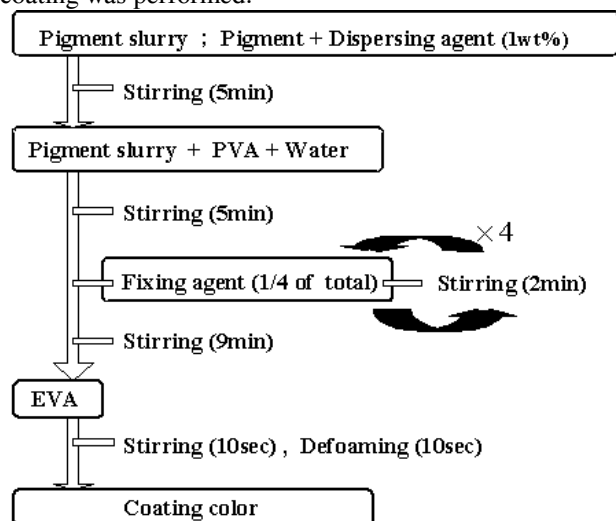 coating was performed.
Pigment slurry ; Pigment + Dispersing agent (1wt%)
Stirring (5min)
Pigment slurry + PVA + Water
Stirring (5min)
×4
Fixing agent (1/4 of total) Stirring (2min)
Stirring (9min)
EVA
Stirring (10sec) , Defoaming (10sec)
Coating color